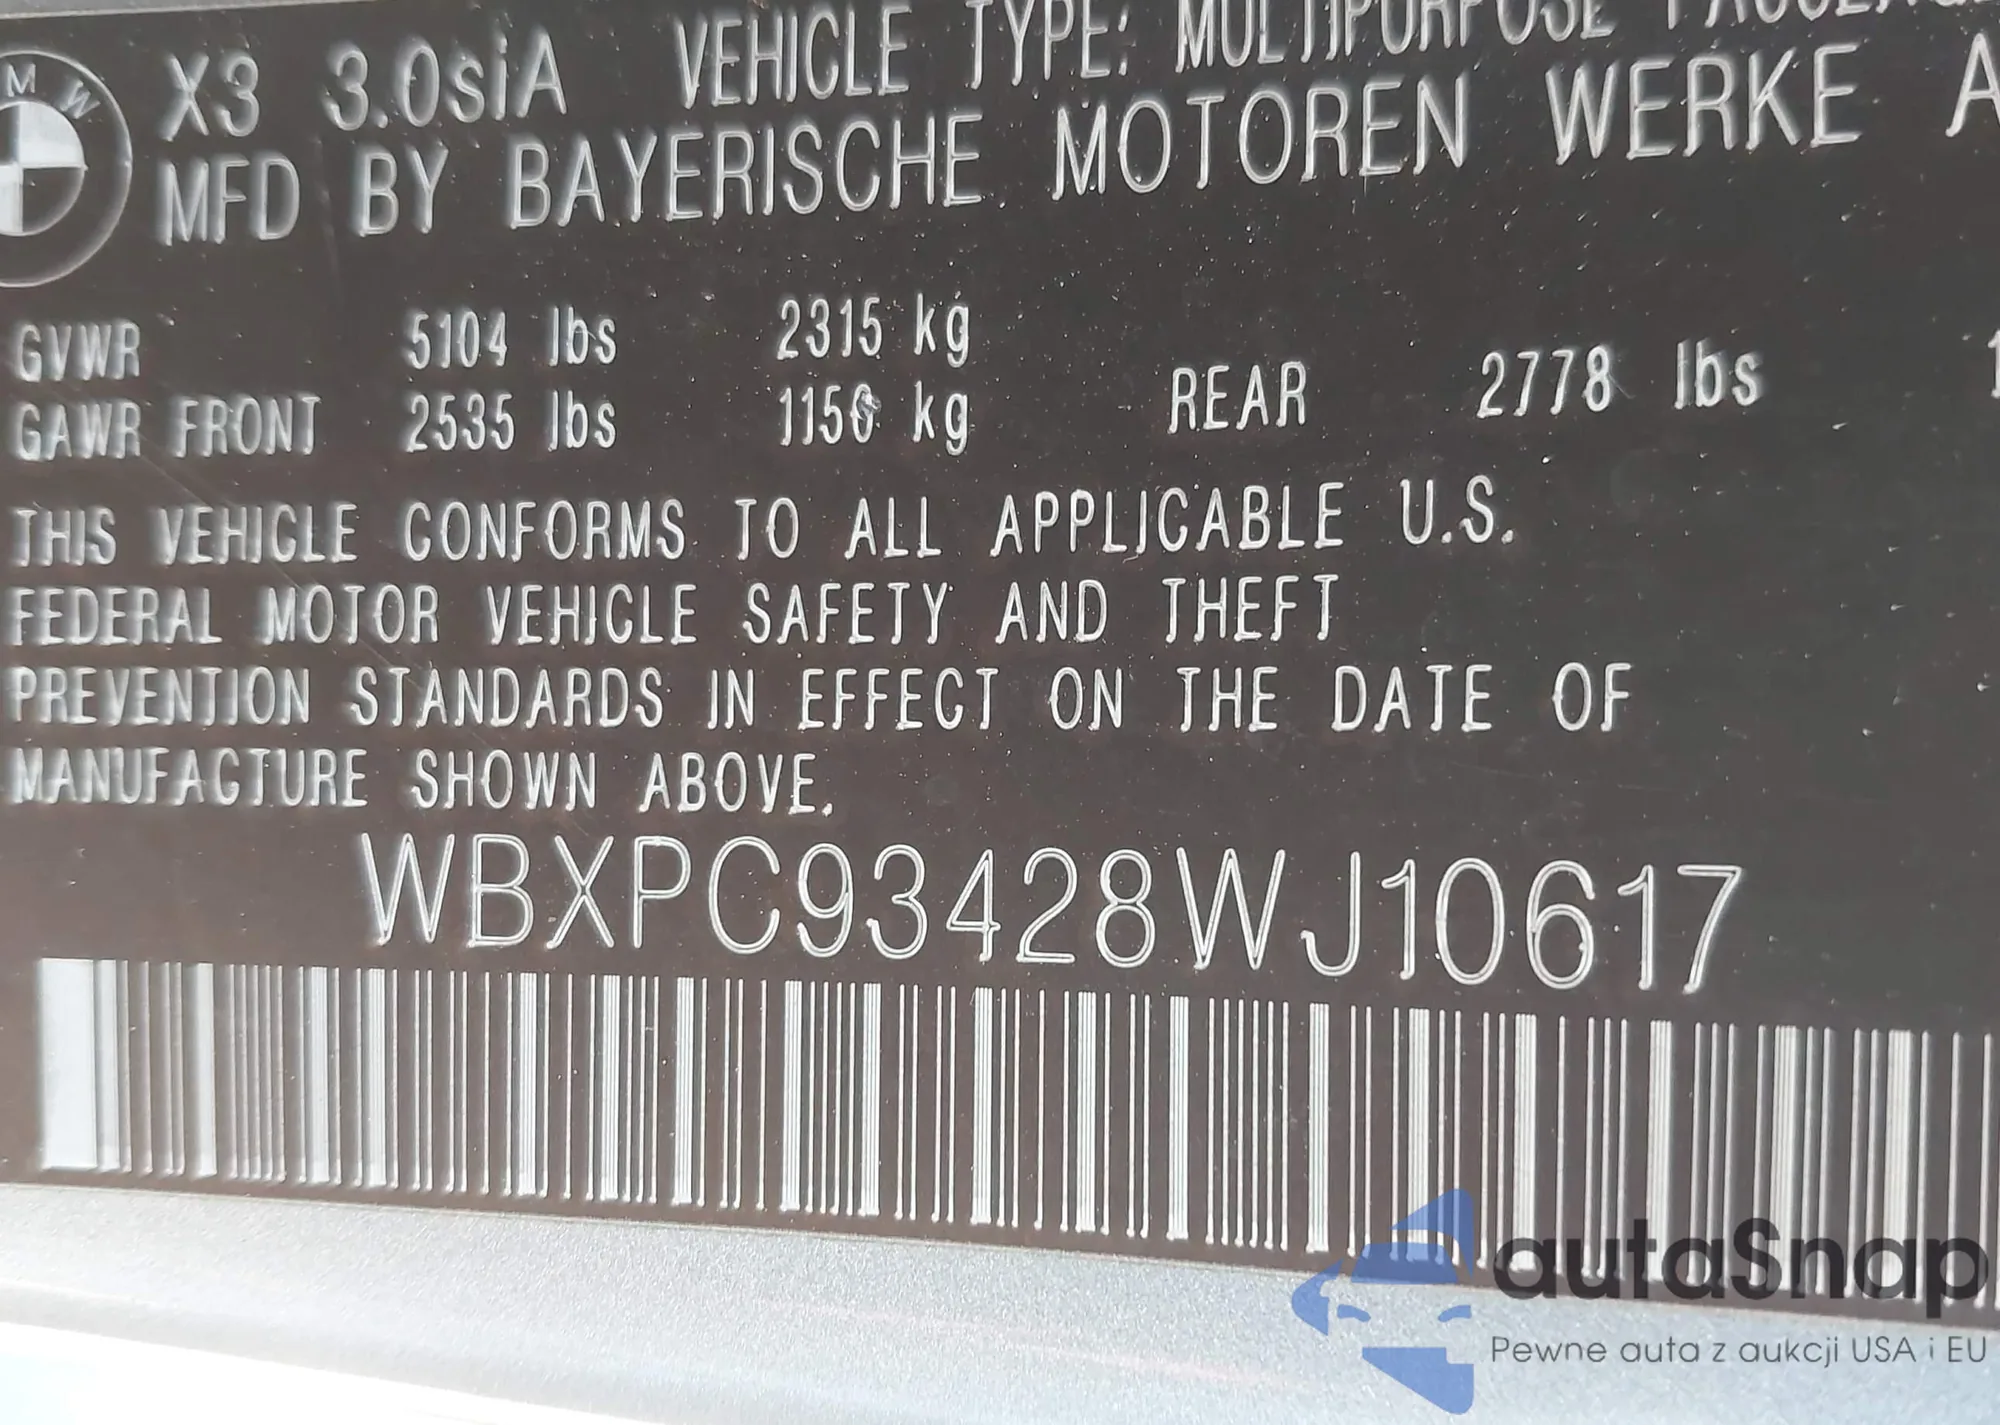 BMW
X3 3.0siA VEHICLE TYPE: MULTIPURPOSE
MFD BY BAYERISCHE MOTOREN WERKE A
GVWR 5104 lbs 2315 kg
GAWR FRONT 2535 lbs 1150 kg REAR 2778 lbs 1
THIS VEHICLE CONFORMS TO ALL APPLICABLE U.S.
FEDERAL MOTOR VEHICLE SAFETY AND THEFT
PREVENTION STANDARDS IN EFFECT ON THE DATE OF
MANUFACTURE SHOWN ABOVE.
WBXPC93428WJ10617
autaSnap
Pewne auta z aukcji USA i EU